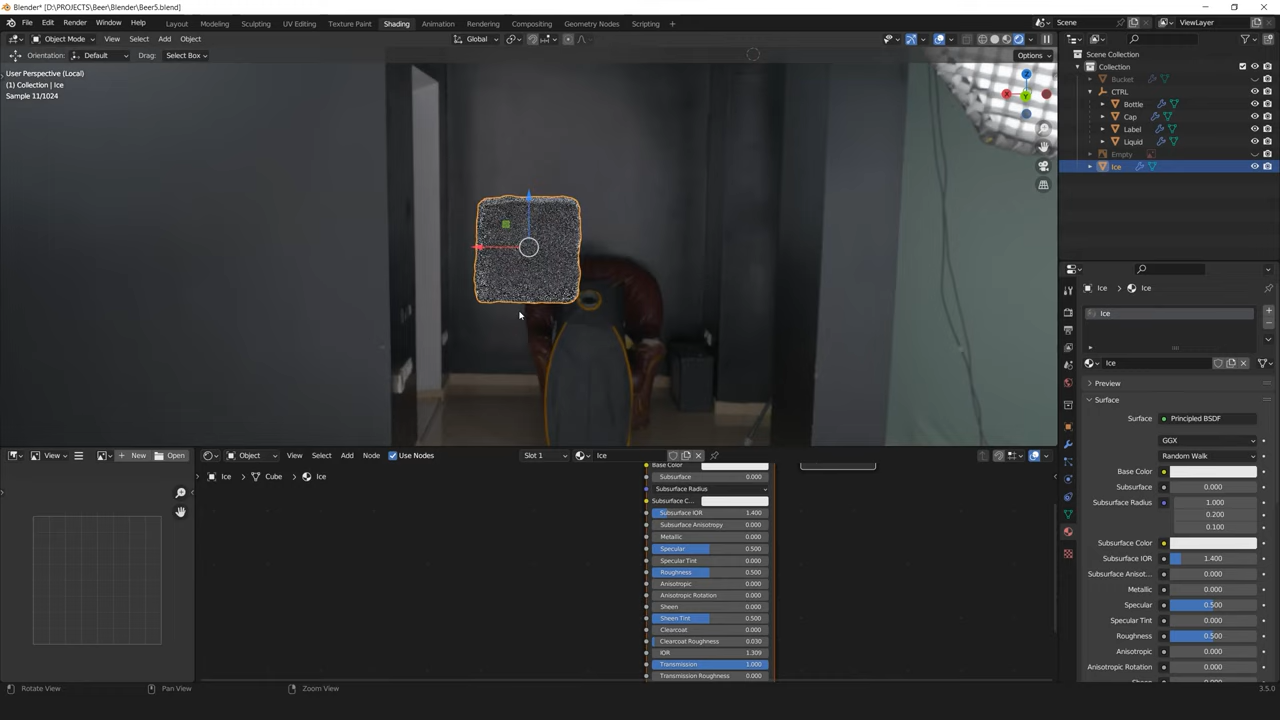 Blender* [D:\PROJECTS\Beer\Blender\Beer5.blend]
File Edit Render Window Help Layout Modeling Sculpting UV Editing Texture Paint Shading Animation Rendering Compositing Geometry Nodes Scripting + Scene ViewLayer
Object Mode View Select Add Object Global
Orientation: Default Drag: Select Box Options
User Perspective (Local)
(1) Collection | Ice
Sample 11/1024
X
Y
Z
Scene Collection
Collection
Bucket
CTRL
Bottle
Cap
Label
Liquid
Empty
Ice
Ice Ice
Ice
Ice
Preview
Surface
Surface Principled BSDF
GGX
Random Walk
Base Color
Subsurface 0.000
Subsurface Radius 1.000
0.200
0.100
Subsurface Color
Subsurface IOR 1.400
Subsurface Anisot... 0.000
Metallic 0.000
Specular 0.500
Specular Tint 0.000
Roughness 0.500
Anisotropic 0.000
Anisotropic Rotation 0.000
Sheen 0.000
View New Open Object View Select Add Node Use Nodes Slot 1 Ice
Ice Cube Ice
Base Color
Subsurface 0.000
Subsurface Radius
Subsurface C...
Subsurface IOR 1.400
Subsurface Anisotropy 0.000
Metallic 0.000
Specular 0.500
Specular Tint 0.000
Roughness 0.500
Anisotropic 0.000
Anisotropic Rotation 0.000
Sheen 0.000
Sheen Tint 0.500
Clearcoat 0.000
Clearcoat Roughness 0.030
IOR 1.309
Transmission 1.000
Transmission Roughness 0.000
Rotate View Pan View Zoom View 3.5.0